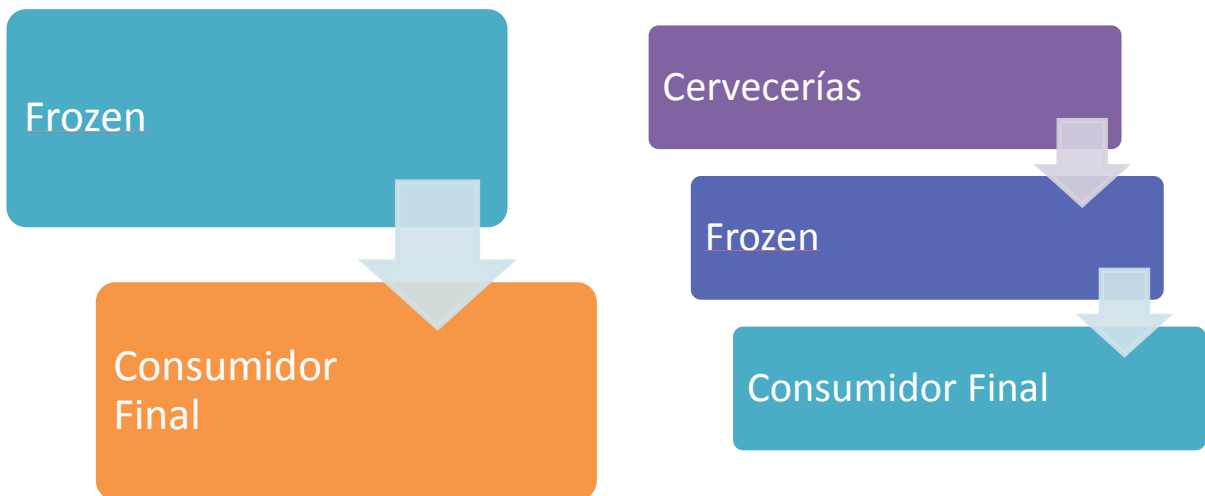 Frozen
Consumidor
Final
Cervecerías
Frozen
Consumidor Final